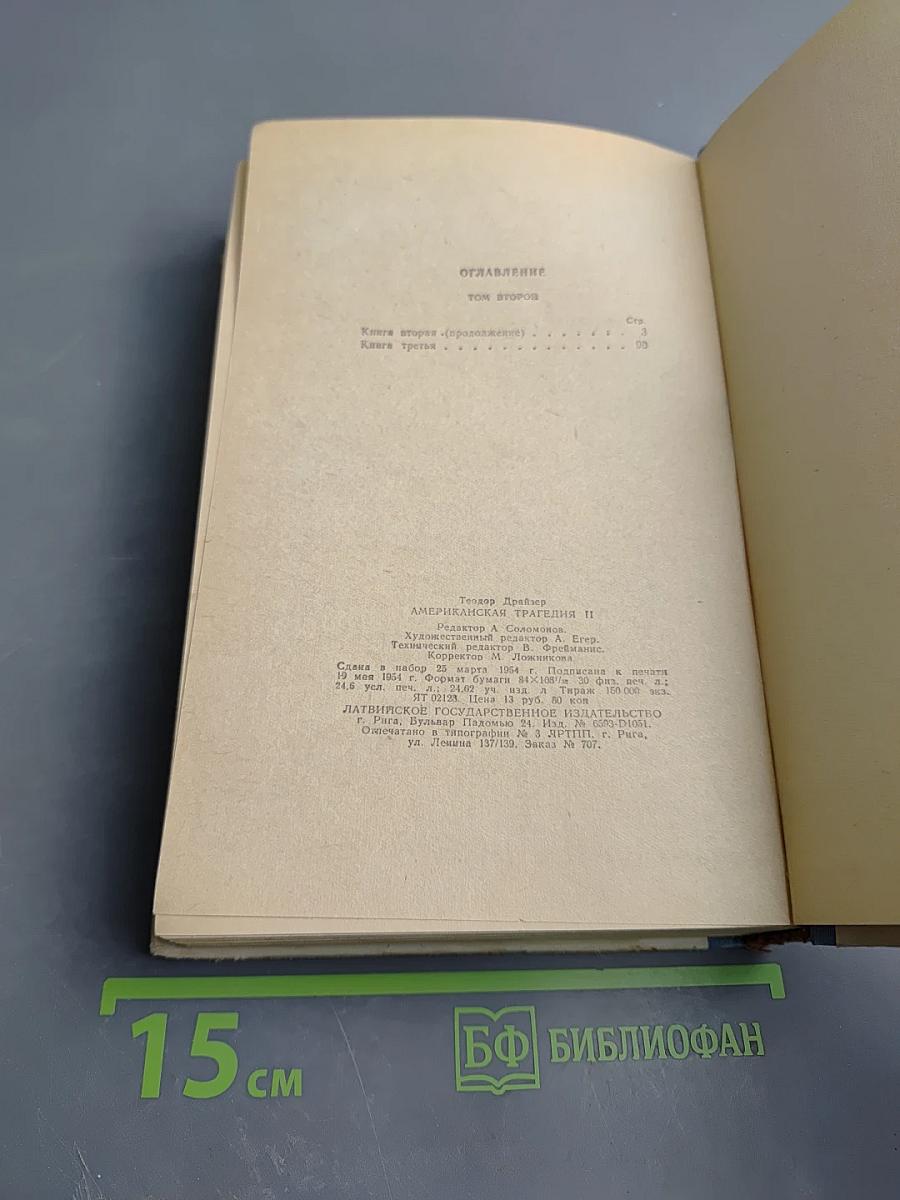 ОГЛАВЛЕНИЕ
ТОМ ВТОРОЙ
Стр.
Книга вторая (продолжение) . . . . . . . 3
Книга третья . . . . . . . . . . . . .
Теодор Драйзер
АМЕРИКАНСКАЯ ТРАГЕДИЯ II
Редактор А. Соломонов.
Художественный редактор А. Егер.
Технический редактор В. Фрейманис.
Корректор М. Ложникова.
Сдана в набор 25 марта 1954 г. Подписана к печати
19 мая 1954 г. Формат бумаги 84×108¹/₃₂ 30 физ. печ. л.;
24,6 усл. печ. л.; 24,62 уч. изд. л. Тираж 150 000 экз.
ЯТ 02123. Цена 13 руб. 80 коп
ЛАТВИЙСКОЕ ГОСУДАРСТВЕННОЕ ИЗДАТЕЛЬСТВО
г. Рига, Бульвар Падомью 24. Изд. № 6593-D1051.
Отпечатано в типографии № 3 ЛРТПП, г. Рига,
ул. Ленина 137/139. Заказ № 707.
15 см
БФ БИБЛИОФАН